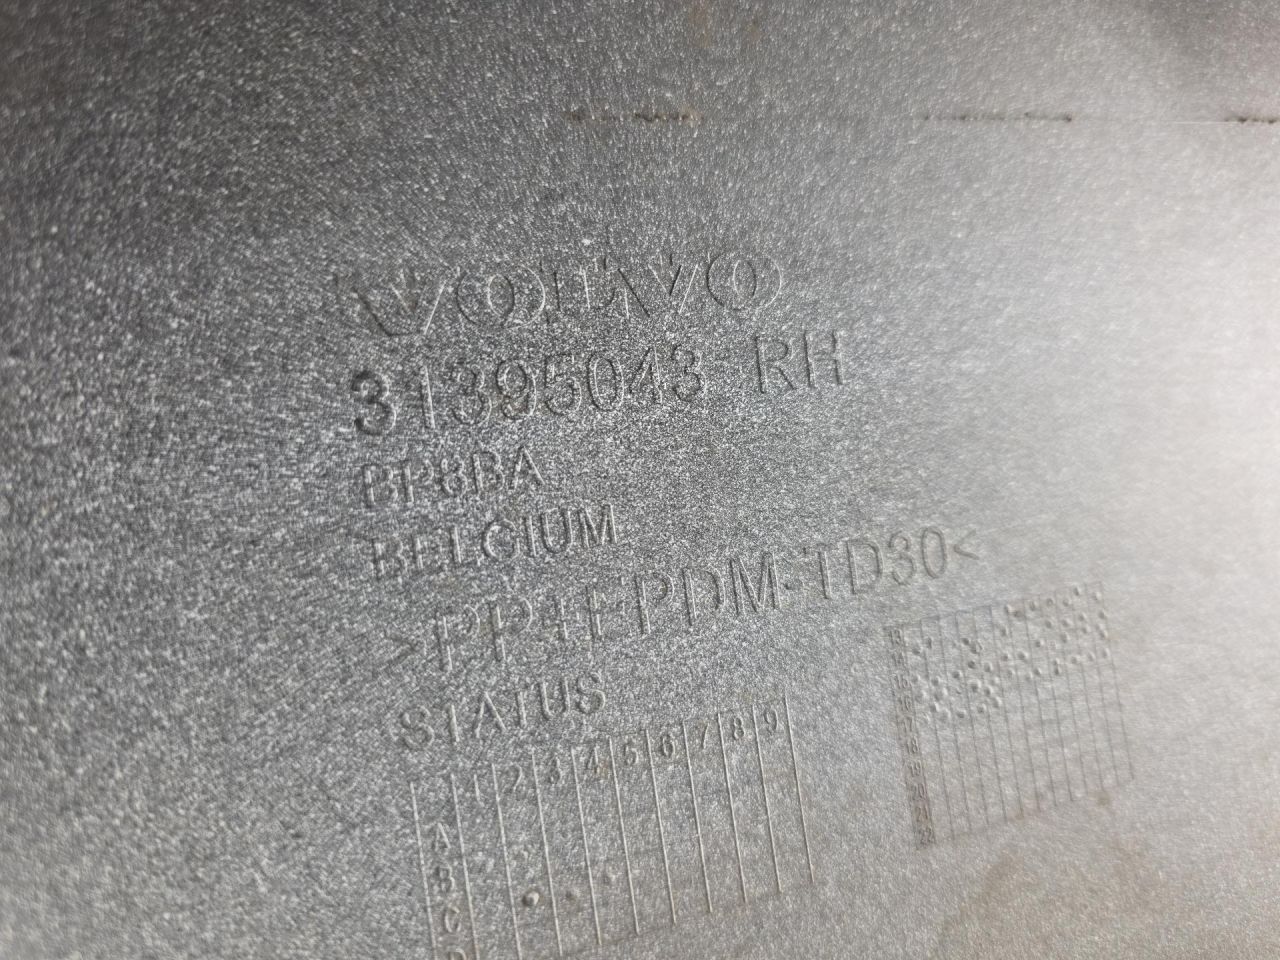 VOLVO
31395043 RH
BP8BA
BELGIUM
>PP+EPDM-TD30<
STATUS
1 2 3 4 5 6 7 8 9
A
B
C
D